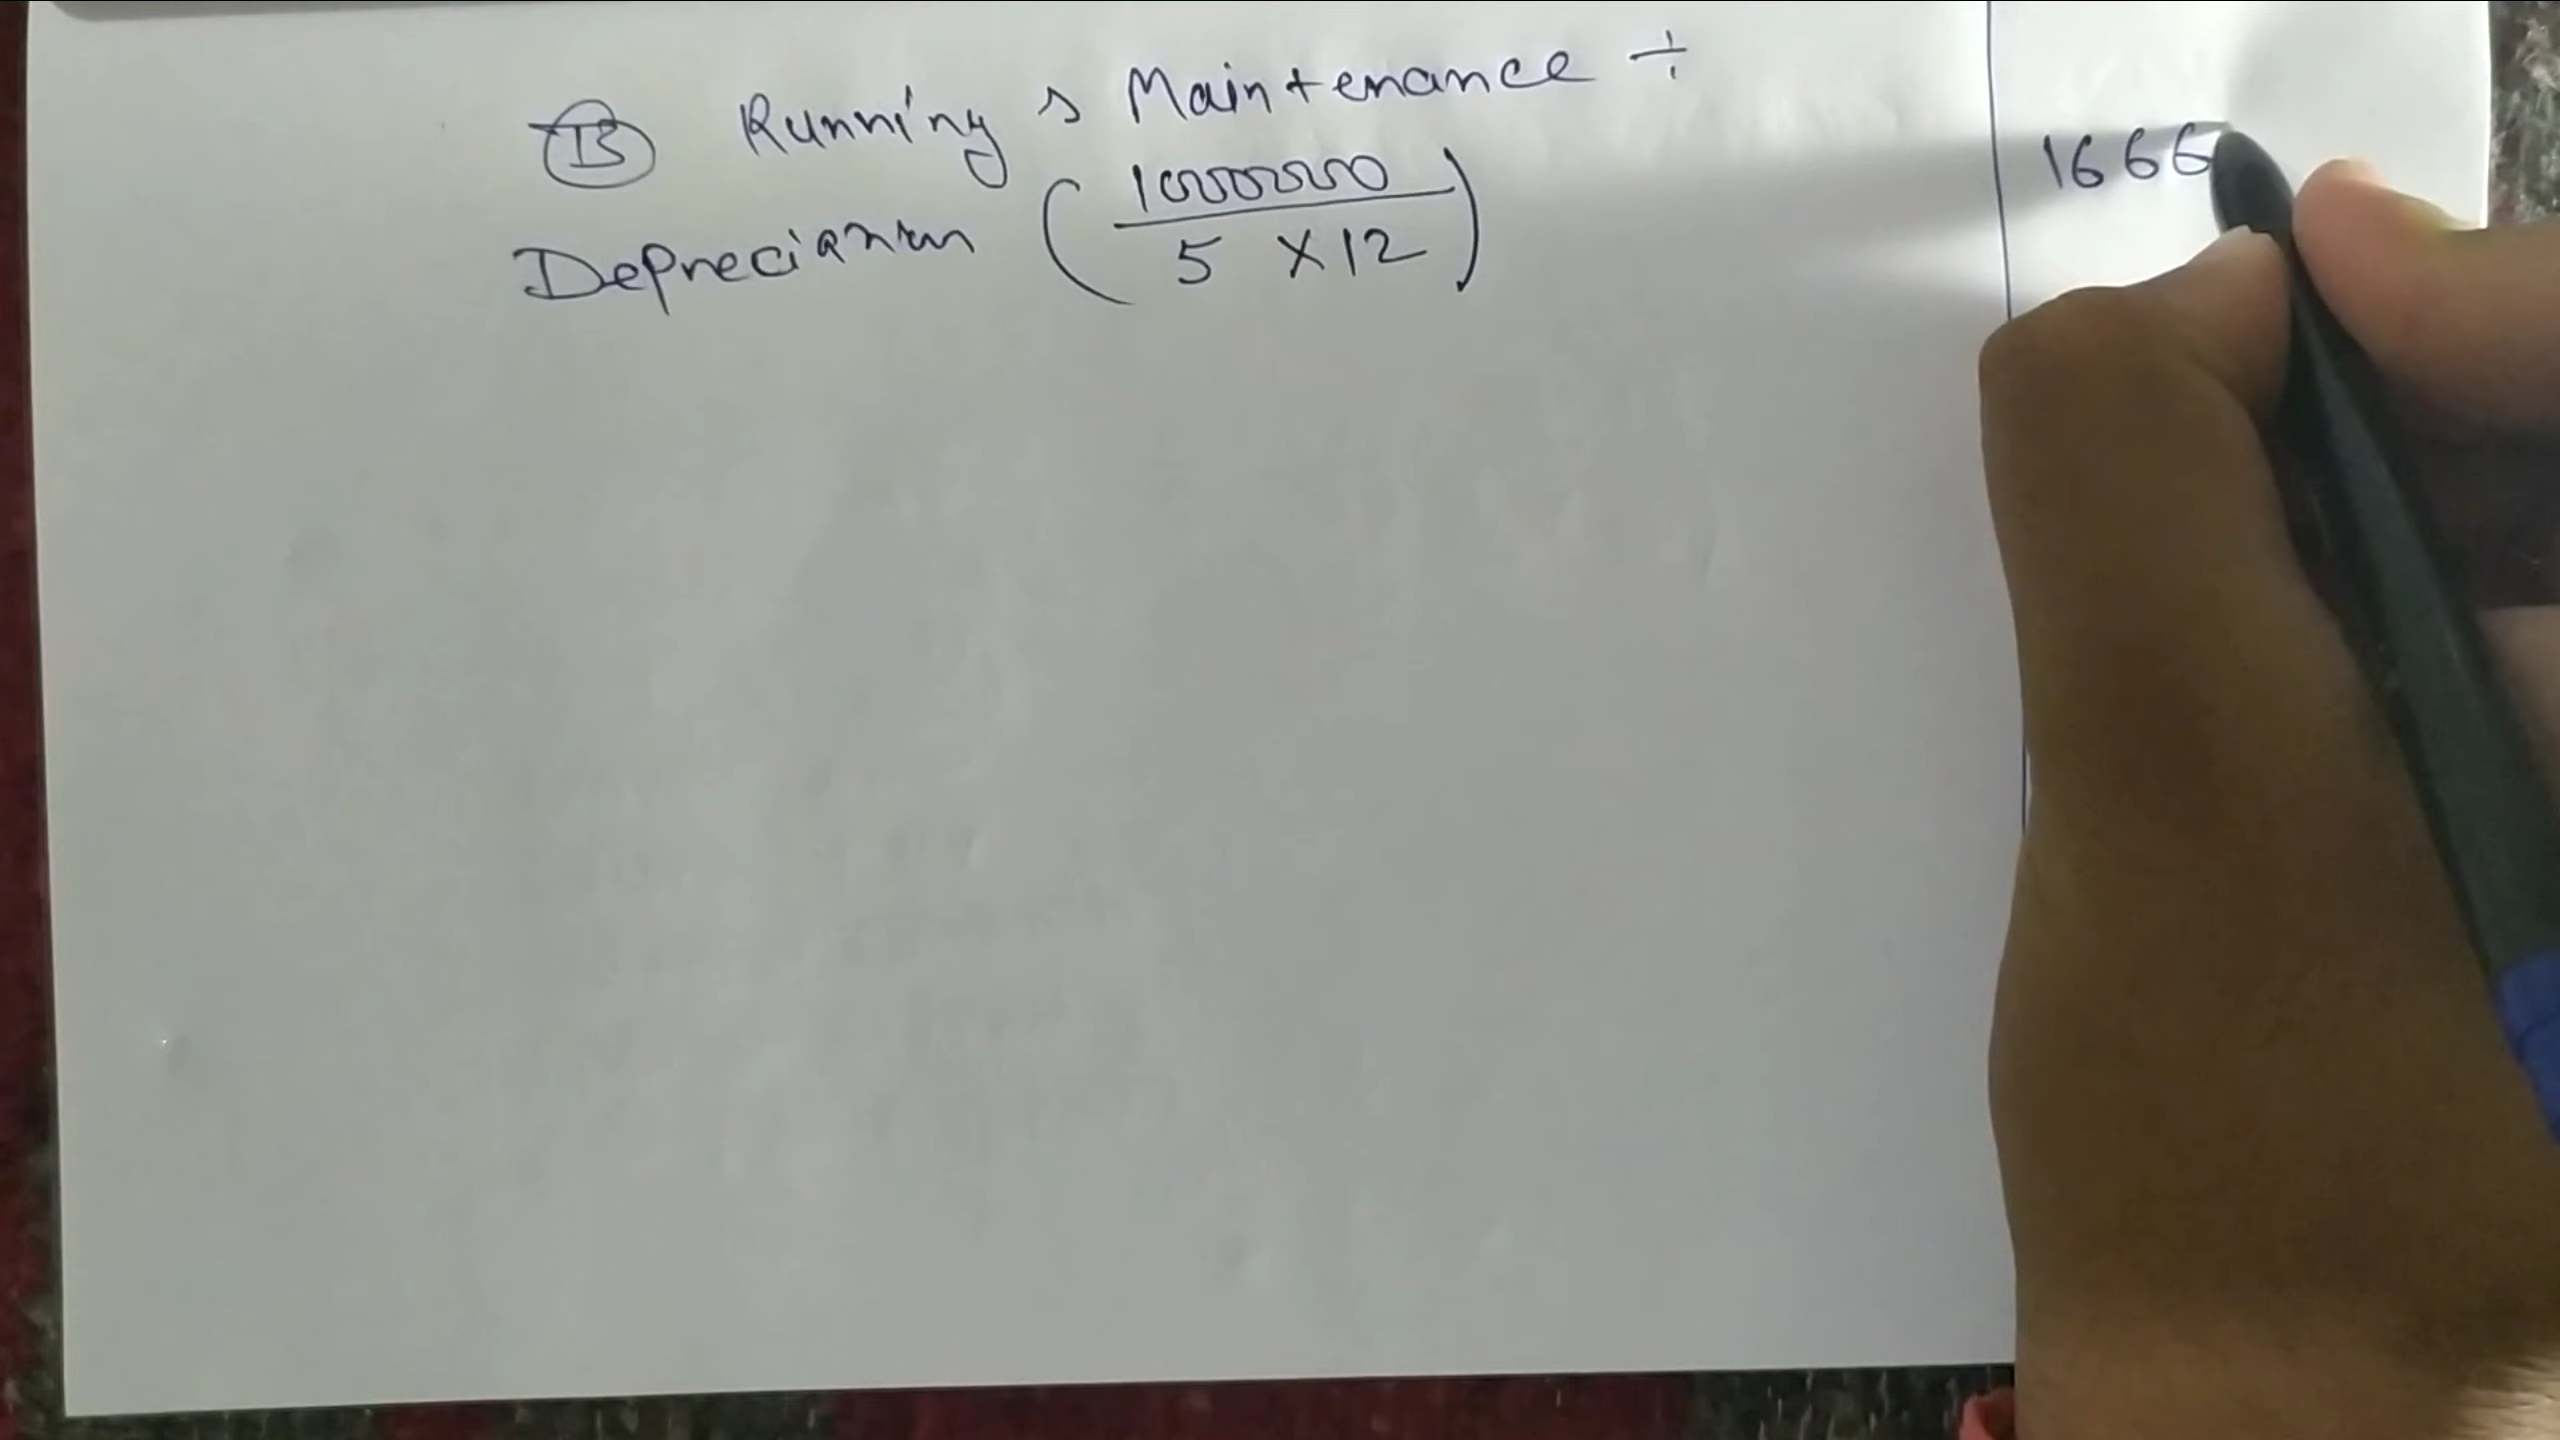 B Running & Maintenance ÷
Depreciation (1000000 / 5 X 12) 1666